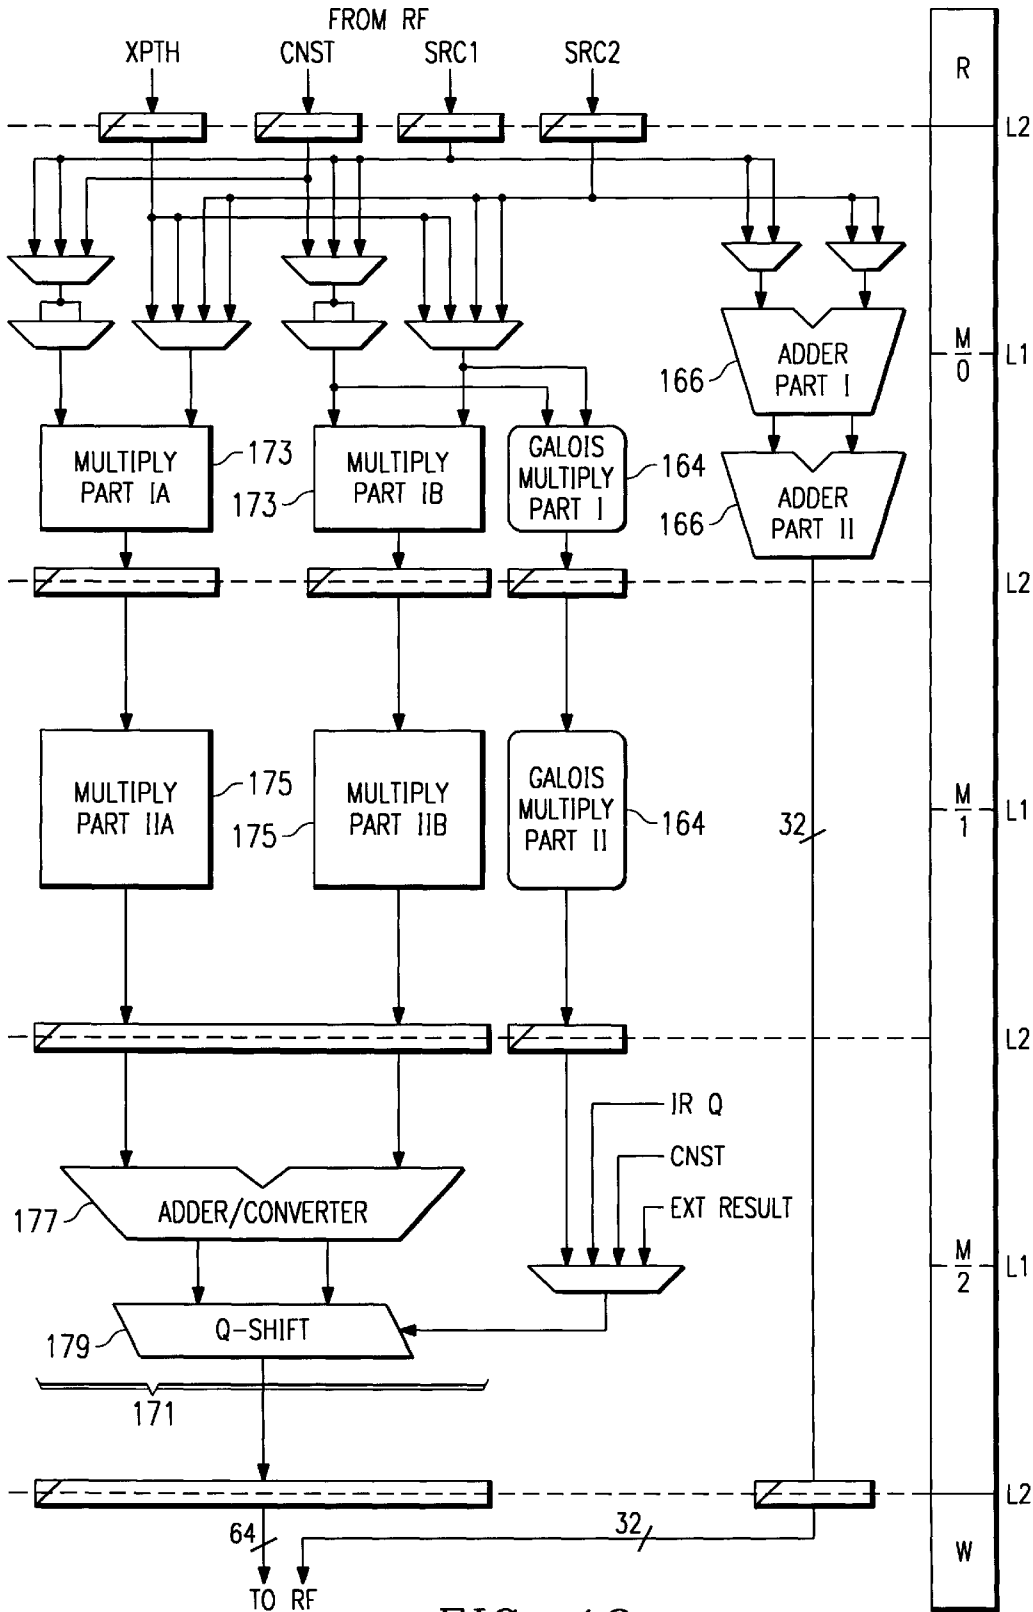 FROM RF
XPTH CNST SRC1 SRC2
R
L2
M
0
L1
ADDER
PART I
166
MULTIPLY
PART IA
173
MULTIPLY
PART IB
173
GALOIS
MULTIPLY
PART I
164
ADDER
PART II
166
L2
MULTIPLY
PART IIA
175
MULTIPLY
PART IIB
175
GALOIS
MULTIPLY
PART II
164
32
M
1
L1
L2
IR Q
CNST
EXT RESULT
ADDER/CONVERTER
177
M
2
L1
Q-SHIFT
179
171
L2
64
32
W
TO RF